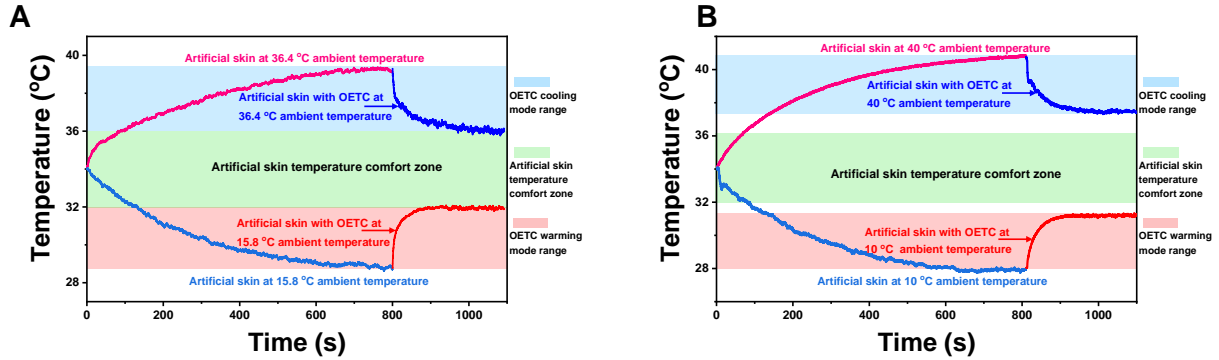 A
Temperature (°C)
40
36
32
28
0
200
400
600
800
1000
Time (s)
Artificial skin at 36.4 °C ambient temperature
Artificial skin with OETC at
36.4 °C ambient temperature
Artificial skin temperature comfort zone
Artificial skin with OETC at
15.8 °C ambient temperature
Artificial skin at 15.8 °C ambient temperature
OETC cooling
mode range
Artificial skin
temperature
comfort zone
OETC warming
mode range
B
Temperature (°C)
40
36
32
28
0
200
400
600
800
1000
Time (s)
Artificial skin at 40 °C ambient temperature
Artificial skin with OETC at
40 °C ambient temperature
Artificial skin temperature comfort zone
Artificial skin with OETC at
10 °C ambient temperature
Artificial skin at 10 °C ambient temperature
OETC cooling
mode range
Artificial skin
temperature
comfort zone
OETC warming
mode range